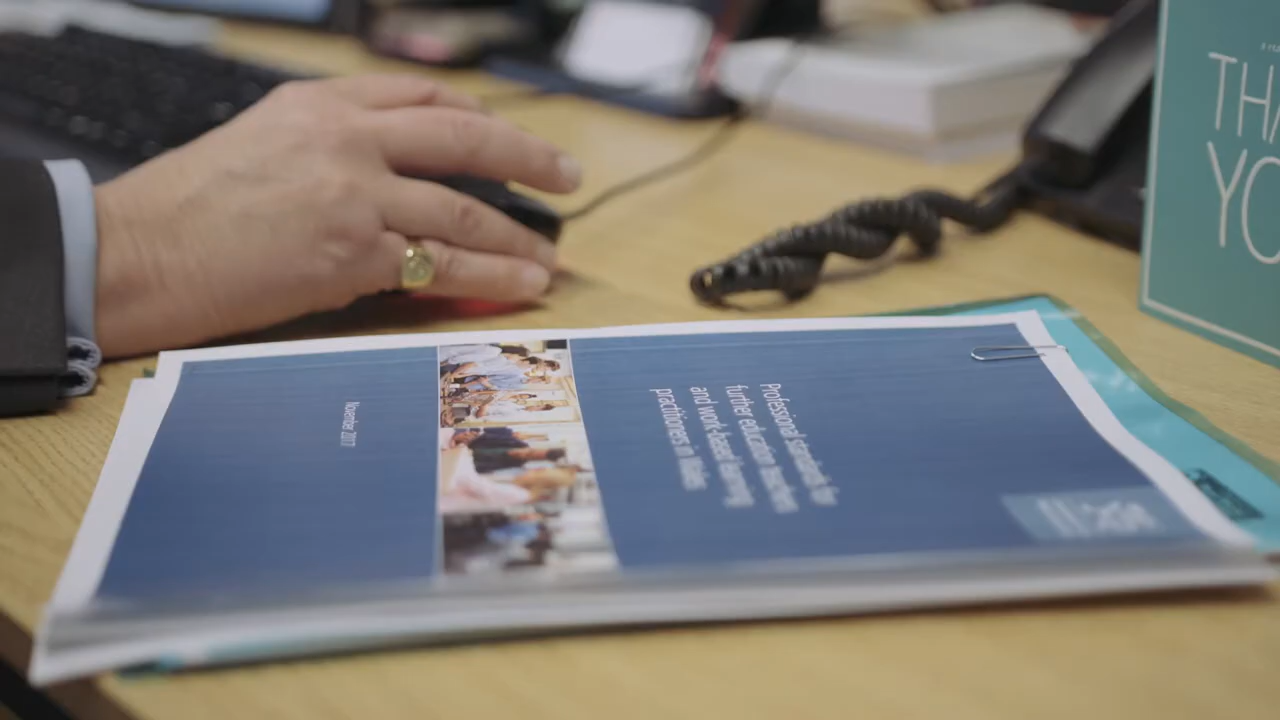 Professional standards for
further education teachers
and work-based learning
practitioners in Wales
November 2017
THA
YO